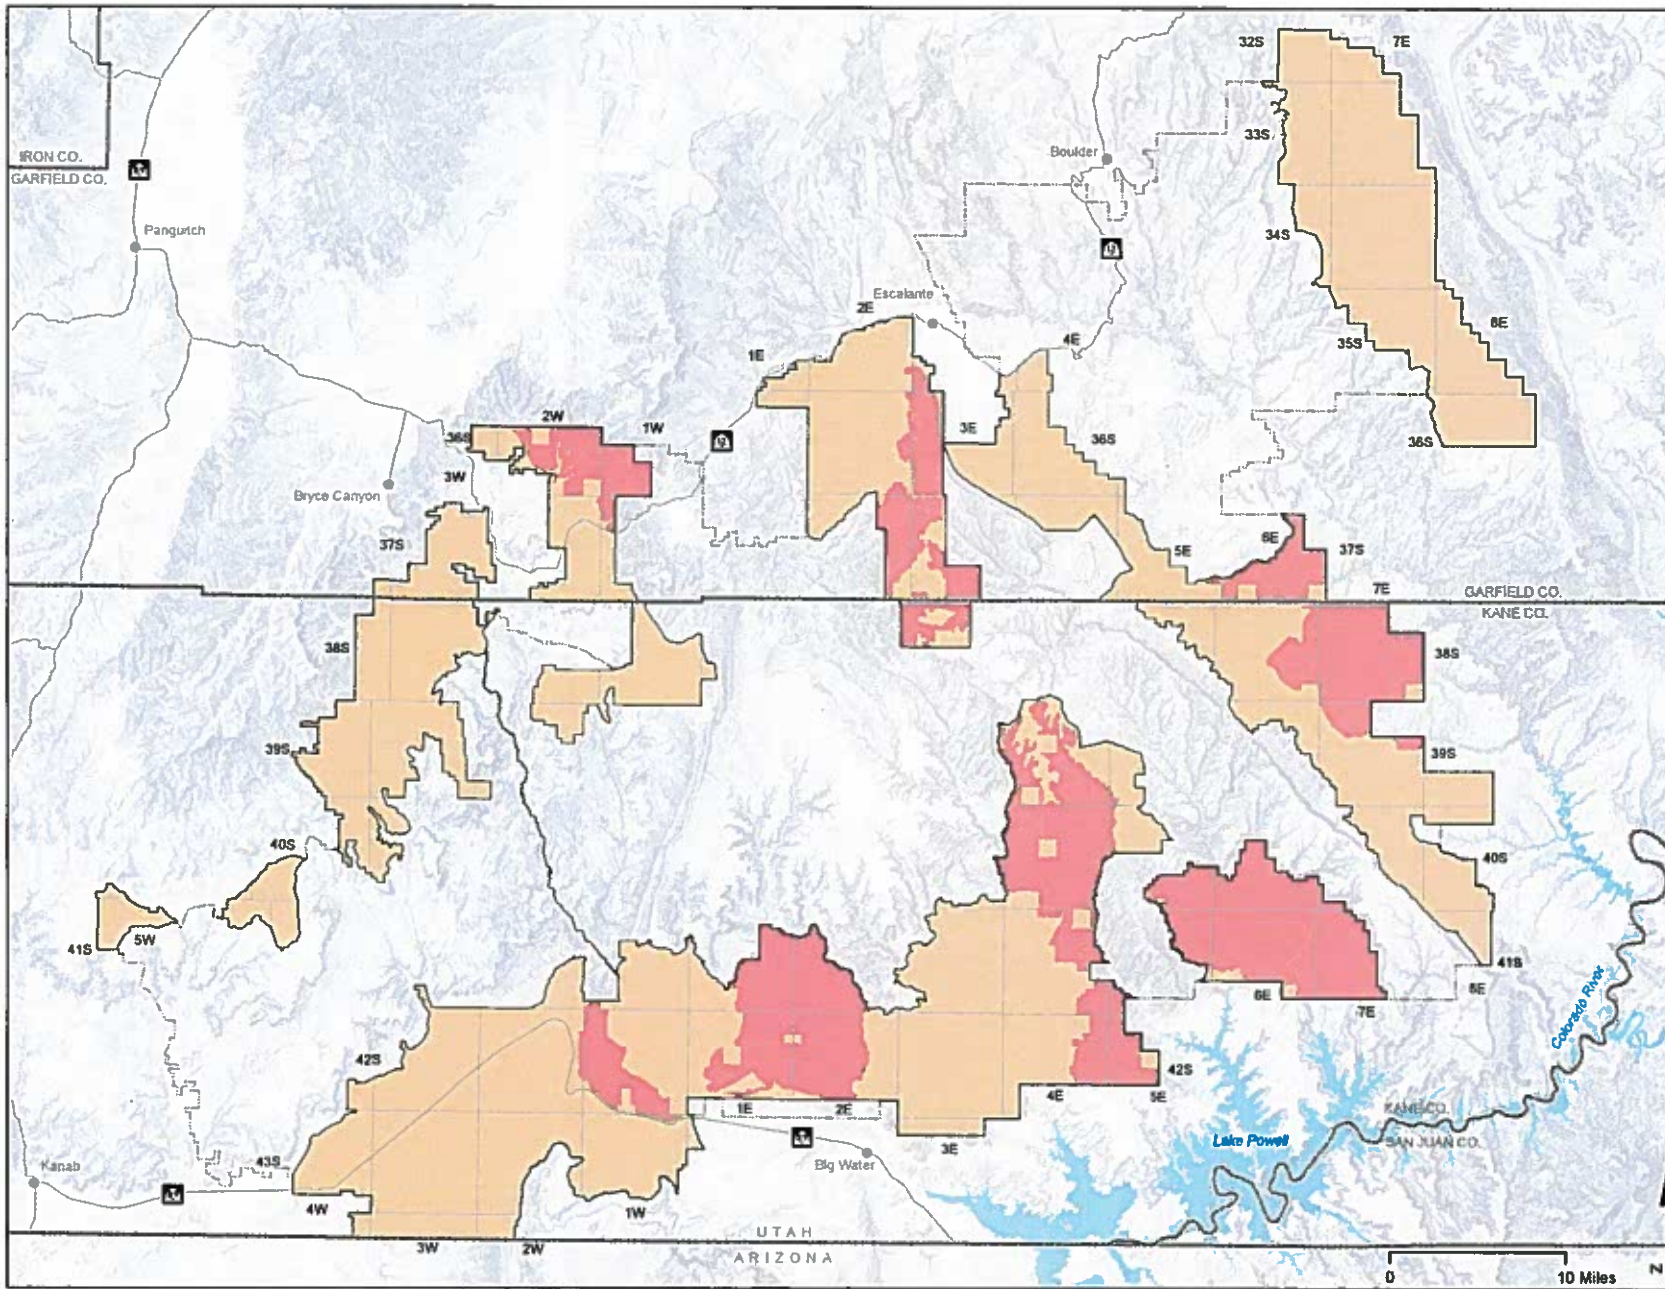 32S
7E
33S
Boulder
IRON CO.
GARFIELD CO.
Panguitch
34S
12
Escalante
2E
8E
35S
4E
1E
2W
1W
3E
36S
36S
36S
12
3W
Bryce Canyon
37S
6E
37S
5E
7E
GARFIELD CO.
KANE CO.
38S
38S
39S
39S
40S
40S
41S
5W
41S
6E
7E
8E
Colorado River
42S
42S
1E
2E
4E
5E
KANE CO.
SAN JUAN CO.
Lake Powell
3E
Big Water
43S
Kanab
4W
1W
3W
2W
UTAH
ARIZONA
0
10 Miles
N